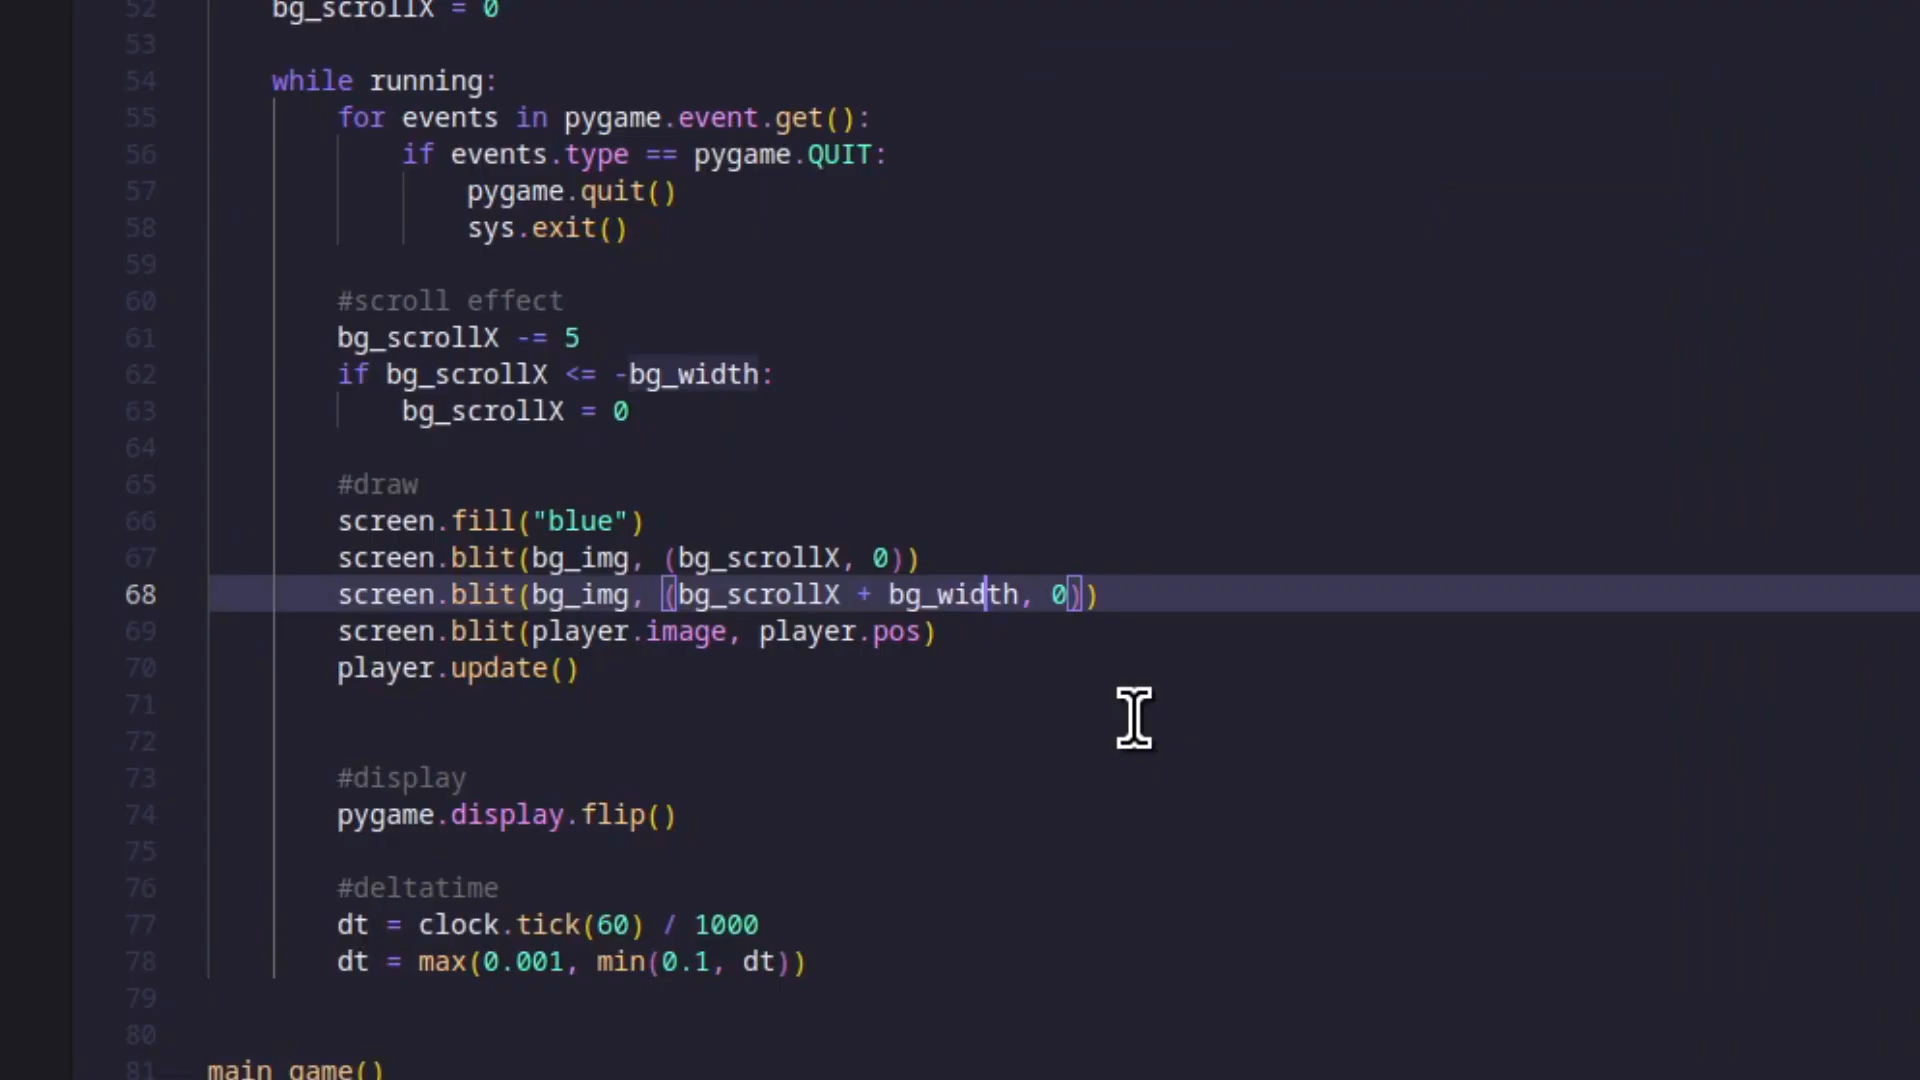 52 bg_scrollX = 0
53
54 while running:
55 for events in pygame.event.get():
56 if events.type == pygame.QUIT:
57 pygame.quit()
58 sys.exit()
59
60 #scroll effect
61 bg_scrollX -= 5
62 if bg_scrollX <= -bg_width:
63 bg_scrollX = 0
64
65 #draw
66 screen.fill("blue")
67 screen.blit(bg_img, (bg_scrollX, 0))
68 screen.blit(bg_img, (bg_scrollX + bg_width, 0))
69 screen.blit(player.image, player.pos)
70 player.update()
71
72
73 #display
74 pygame.display.flip()
75
76 #deltatime
77 dt = clock.tick(60) / 1000
78 dt = max(0.001, min(0.1, dt))
79
80
81 main_game()